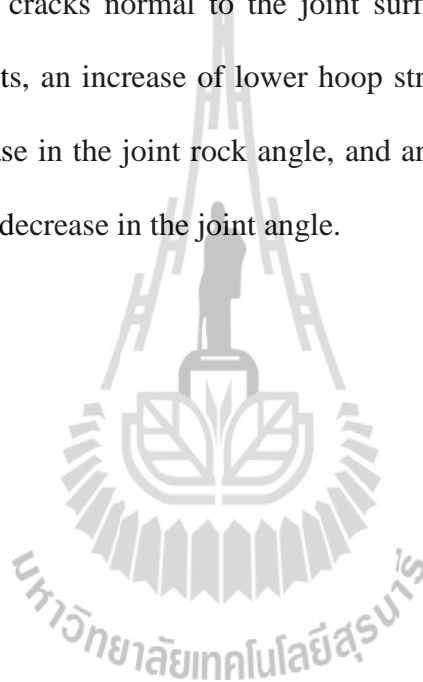 cracks normal to the joint surf
ts, an increase of lower hoop str
se in the joint rock angle, and ar
decrease in the joint angle.
มหาวิทยาลัยเทคโนโลยีสุรนารี